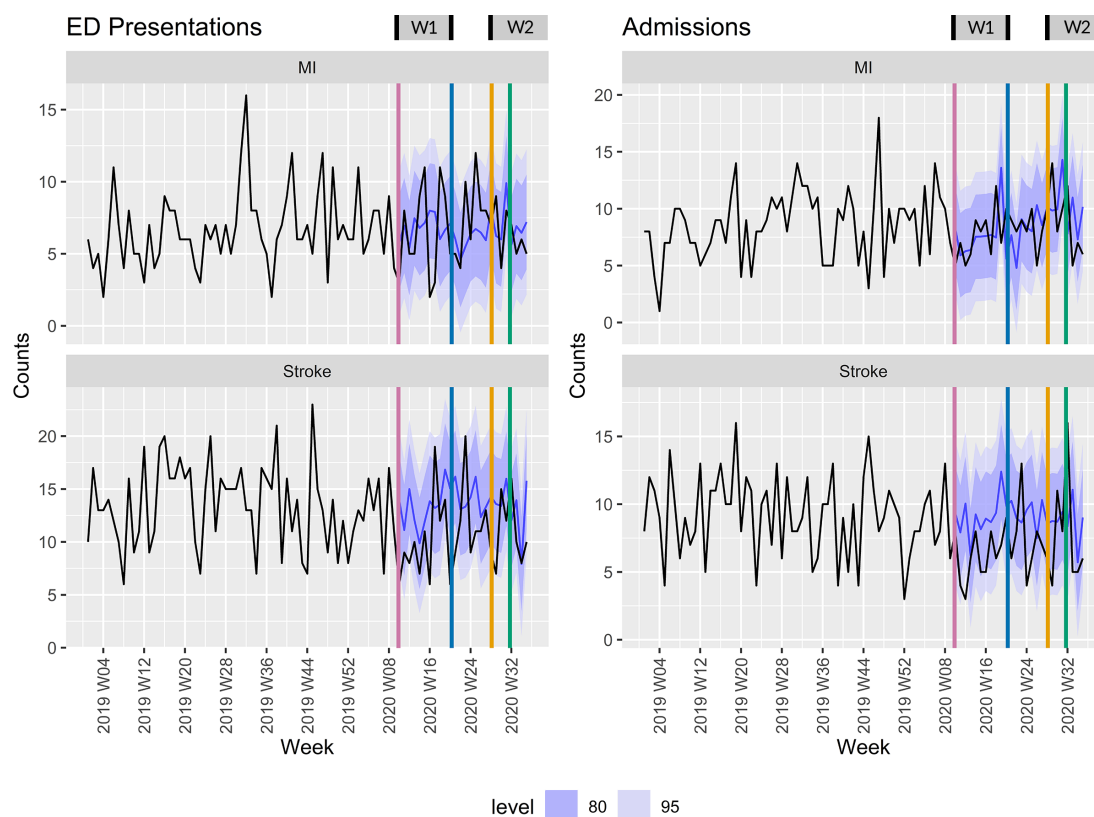 ED Presentations
W1
W2
Admissions
W1
W2
MI
MI
Counts
15
10
5
0
Counts
20
15
10
5
0
Stroke
Stroke
20
15
10
5
0
15
10
5
0
2019 W04
2019 W12
2019 W20
2019 W28
2019 W36
2019 W44
2019 W52
2020 W08
2020 W16
2020 W24
2020 W32
2019 W04
2019 W12
2019 W20
2019 W28
2019 W36
2019 W44
2019 W52
2020 W08
2020 W16
2020 W24
2020 W32
Week
Week
level
80
95